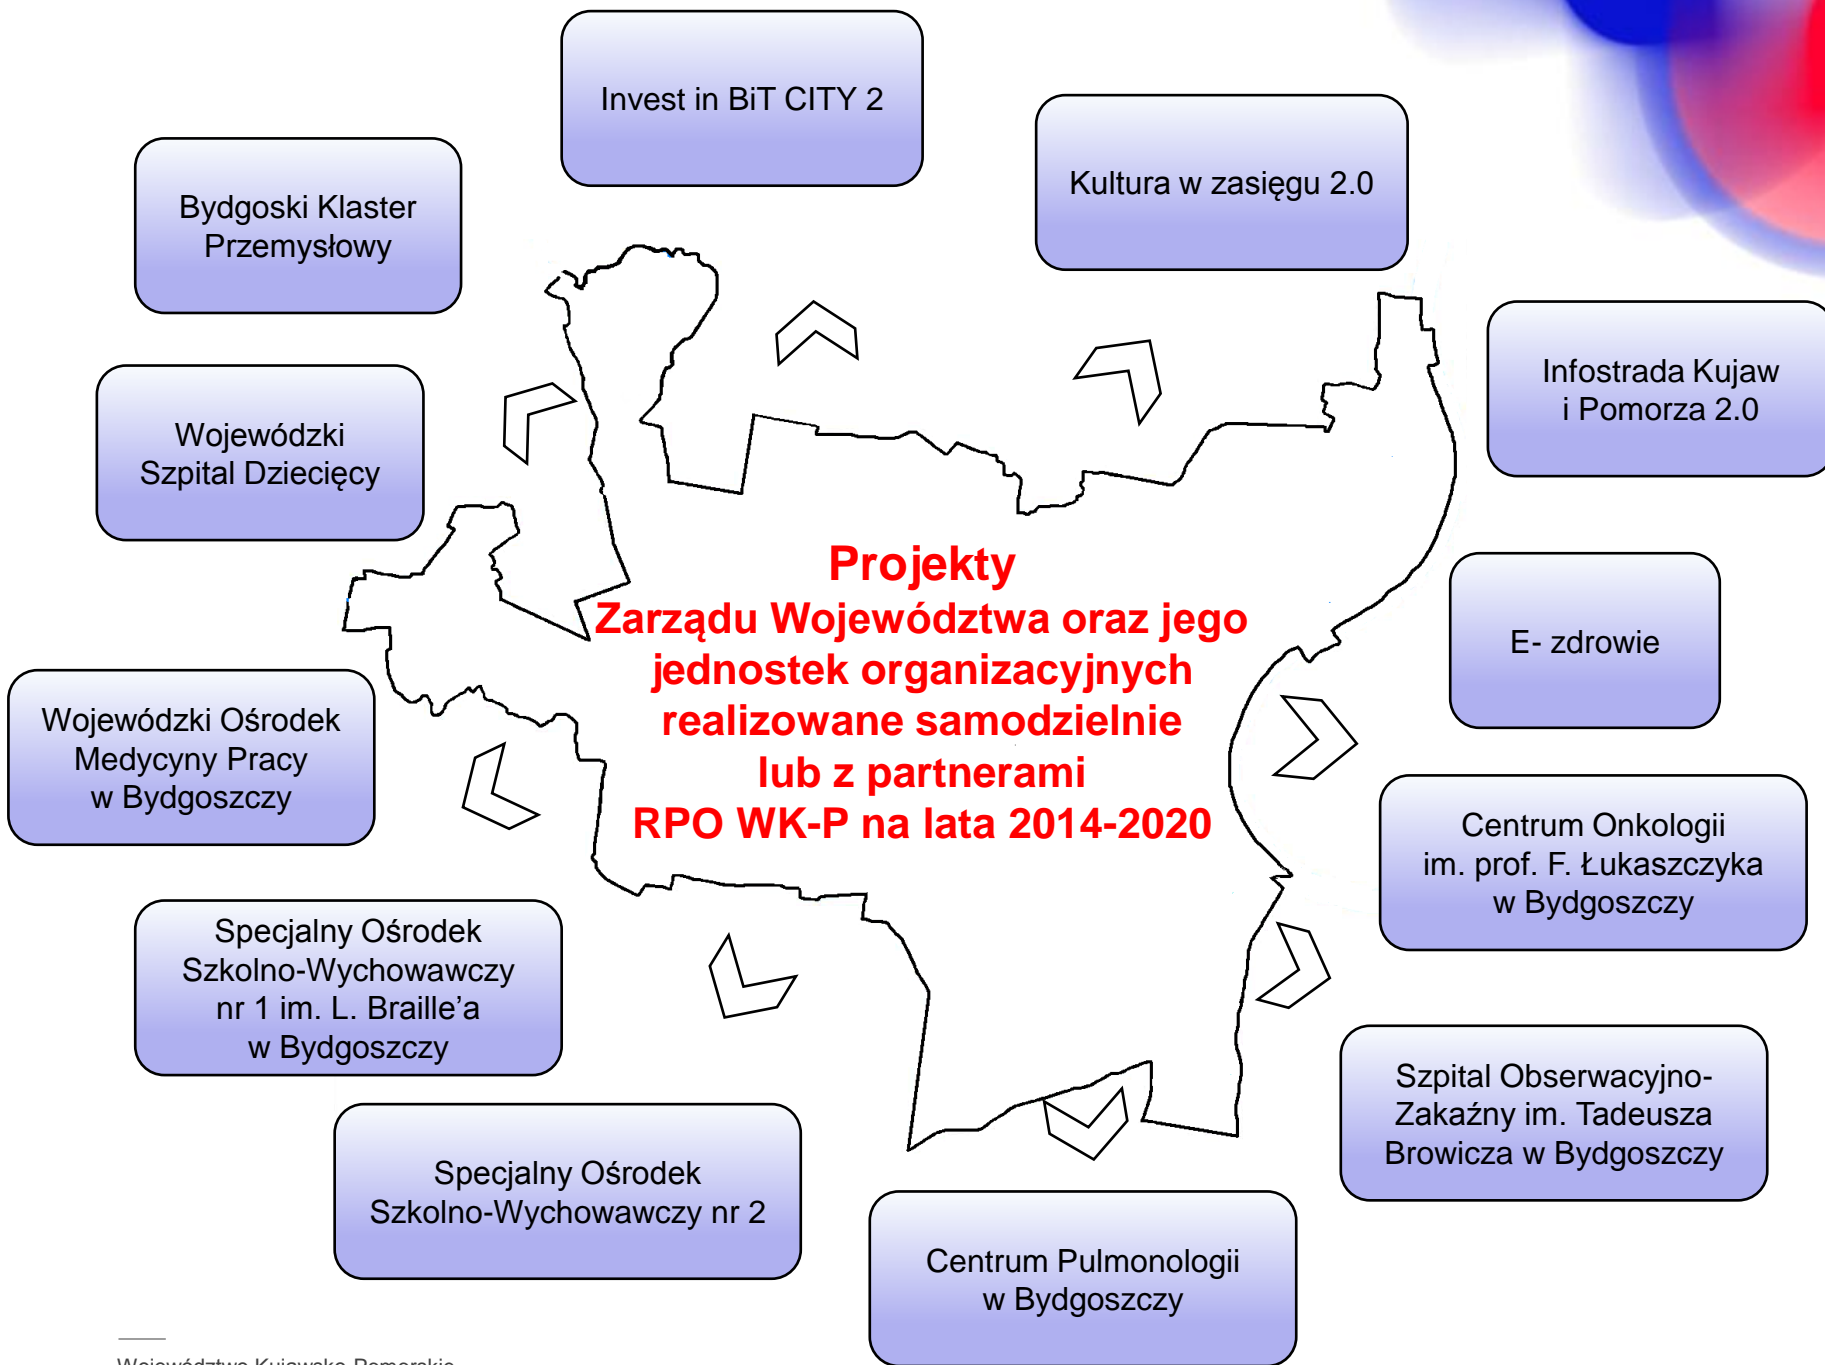 Invest in BiT CITY 2
Kultura w zasięgu 2.0
Bydgoski Klaster
Przemysłowy
Infostrada Kujaw
i Pomorza 2.0
Wojewódzki
Szpital Dziecięcy
Projekty
Zarządu Województwa oraz jego
jednostek organizacyjnych
realizowane samodzielnie
lub z partnerami
RPO WK-P na lata 2014-2020
E- zdrowie
Wojewódzki Ośrodek
Medycyny Pracy
w Bydgoszczy
Centrum Onkologii
im. prof. F. Łukaszczyka
w Bydgoszczy
Specjalny Ośrodek
Szkolno-Wychowawczy
nr 1 im. L. Braille’a
w Bydgoszczy
Szpital Obserwacyjno-
Zakaźny im. Tadeusza
Browicza w Bydgoszczy
Specjalny Ośrodek
Szkolno-Wychowawczy nr 2
Centrum Pulmonologii
w Bydgoszczy
Województwo Kujawsko-Pomorskie